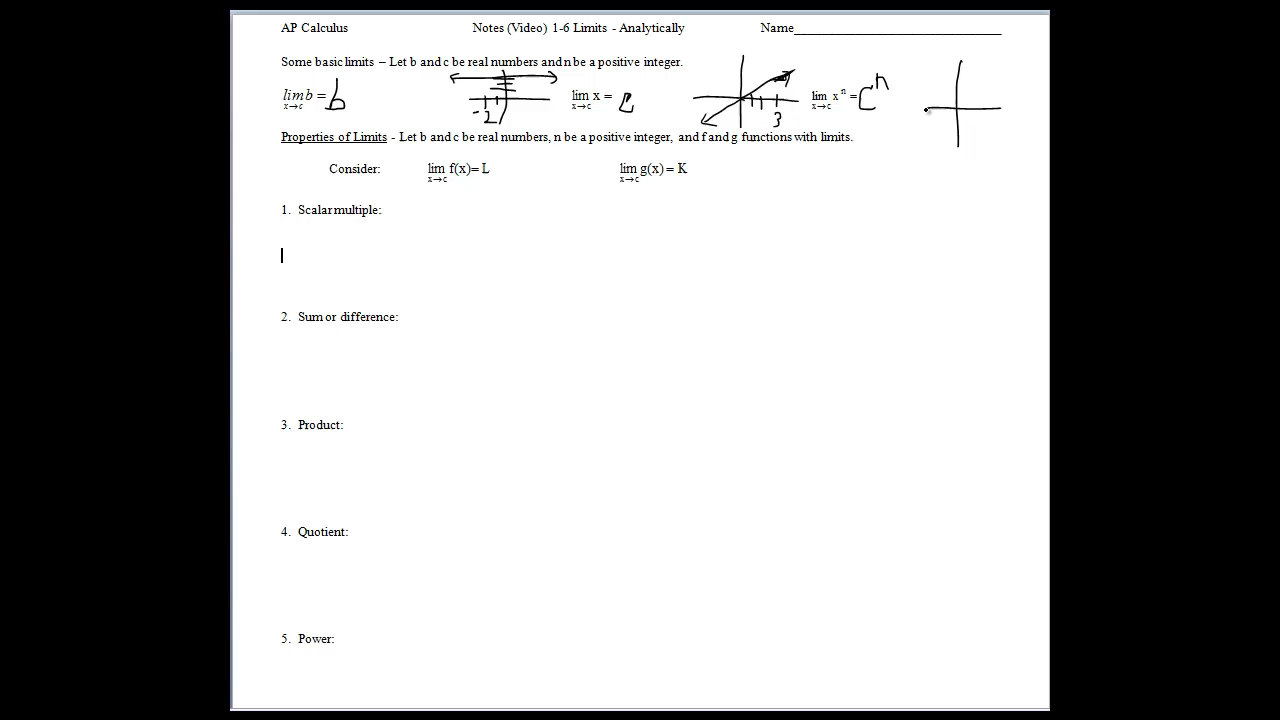 AP Calculus Notes (Video) 1-6 Limits - Analytically Name______________________________
Some basic limits – Let b and c be real numbers and n be a positive integer.
lim b = b -2 lim x = c 3 lim xⁿ = cⁿ
x→c x→c x→c
Properties of Limits - Let b and c be real numbers, n be a positive integer, and f and g functions with limits.
Consider: lim f(x)= L lim g(x) = K
x→c x→c
1. Scalar multiple:
2. Sum or difference:
3. Product:
4. Quotient:
5. Power: